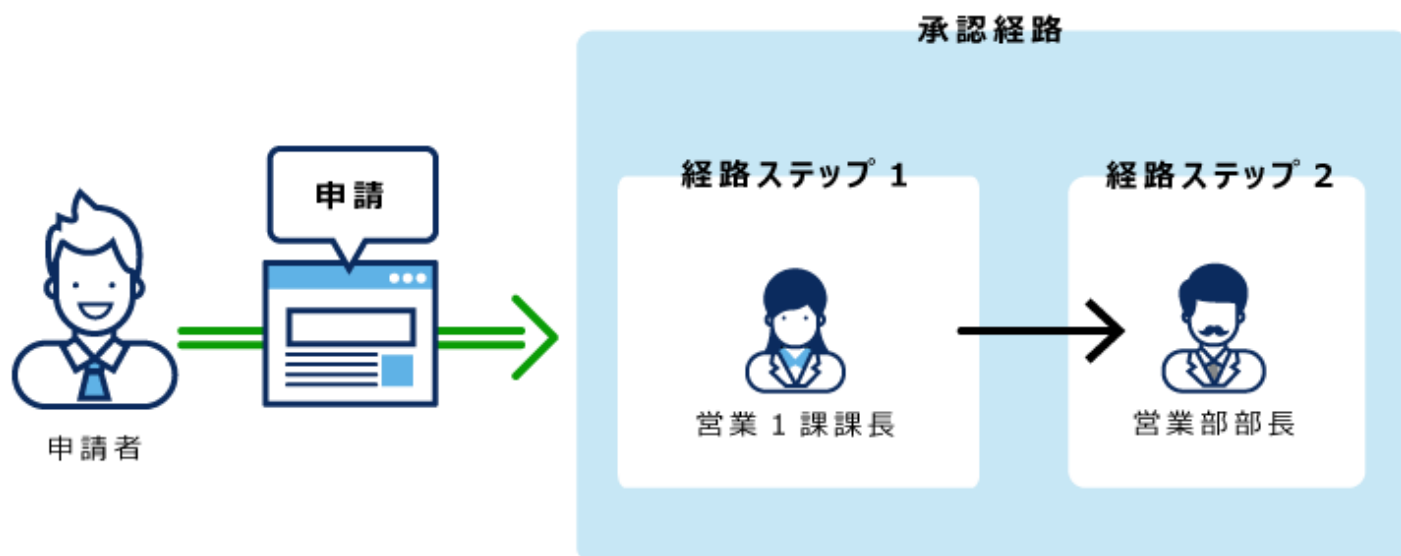 承認経路
申請
経路ステップ 1
経路ステップ 2
申請者
営業 1 課課長
営業部部長